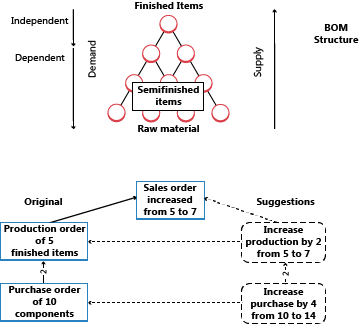 Finished Items
Independent
Dependent
Demand
Supply
BOM
Structure
Semifinished
items
Raw material
Original
Sales order
increased
from 5 to 7
Suggestions
Production order
of 5
finished items
Increase
production by 2
from 5 to 7
2
2
Purchase order
of 10
components
Increase
purchase by 4
from 10 to 14